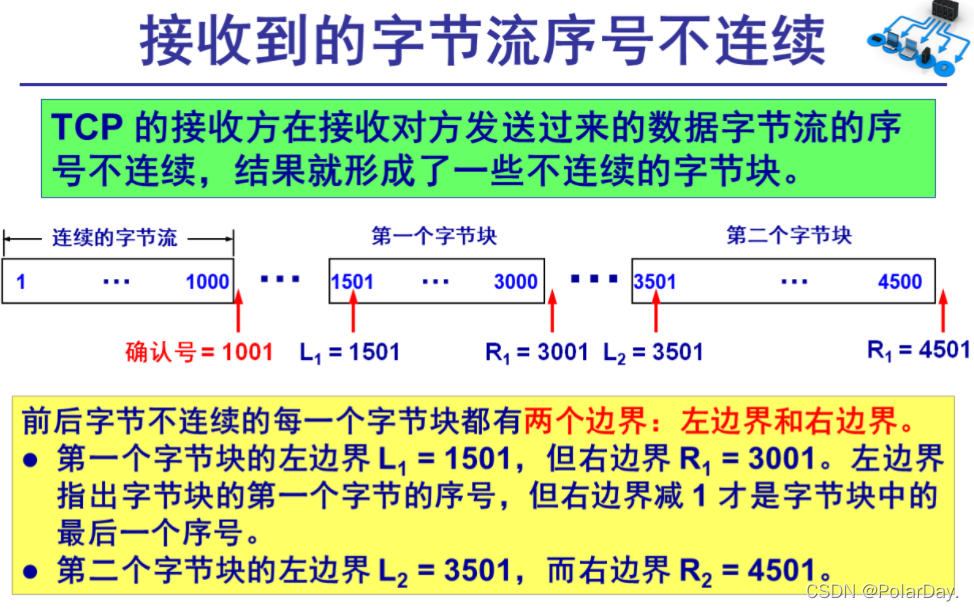 接收到的字节流序号不连续
TCP 的接收方在接收对方发送过来的数据字节流的序
号不连续，结果就形成了一些不连续的字节块。
连续的字节流 第一个字节块 第二个字节块
1 ··· 1000 ··· 1501 ··· 3000 ··· 3501 ··· 4500
确认号 = 1001 L1 = 1501 R1 = 3001 L2 = 3501 R1 = 4501
前后字节不连续的每一个字节块都有两个边界：左边界和右边界。
● 第一个字节块的左边界 L1 = 1501，但右边界 R1 = 3001。左边界
指出字节块的第一个字节的序号，但右边界减 1 才是字节块中的
最后一个序号。
● 第二个字节块的左边界 L2 = 3501，而右边界 R2 = 4501。
CSDN @PolarDay.